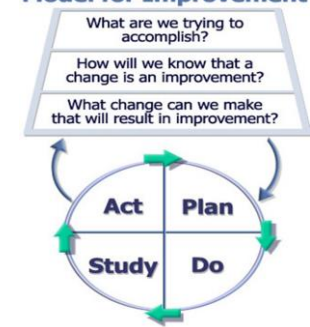 Model for Improvement
What are we trying to
accomplish?
How will we know that a
change is an improvement?
What change can we make
that will result in improvement?
Act
Plan
Study
Do